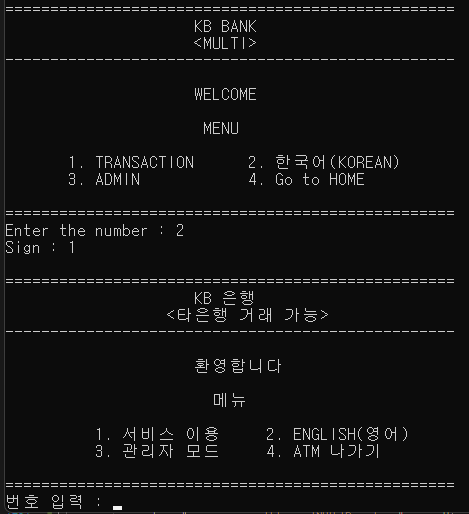 ==================================================
KB BANK
<MULTI>
--------------------------------------------------
WELCOME
MENU
1. TRANSACTION 2. 한국어(KOREAN)
3. ADMIN 4. Go to HOME
==================================================
Enter the number : 2
Sign : 1
==================================================
KB 은행
<타은행 거래 가능>
--------------------------------------------------
환영합니다
메뉴
1. 서비스 이용 2. ENGLISH(영어)
3. 관리자 모드 4. ATM 나가기
==================================================
번호 입력 :